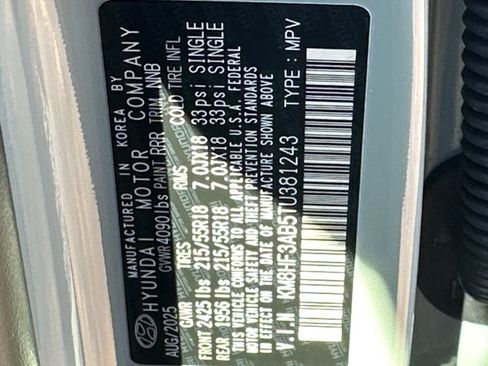 MANUFACTURED IN KOREA BY
HYUNDAI MOTOR COMPANY
AUG/2025 GVWR 4090 lbs PAINT RRR TRIM NNB
GAWR TIRES RIMS COLD TIRE INFL
FRONT 2425 lbs 215/55R18 7.0JX18 33psi SINGLE
REAR 1956 lbs 215/55R18 7.0JX18 33psi SINGLE
THIS VEHICLE CONFORMS TO ALL APPLICABLE U.S.A. FEDERAL
MOTOR VEHICLE SAFETY AND THEFT PREVENTION STANDARDS
IN EFFECT ON THE DATE OF MANUFACTURE SHOWN ABOVE.
V.I.N : KM8HF3AB5TU381243 TYPE : MPV